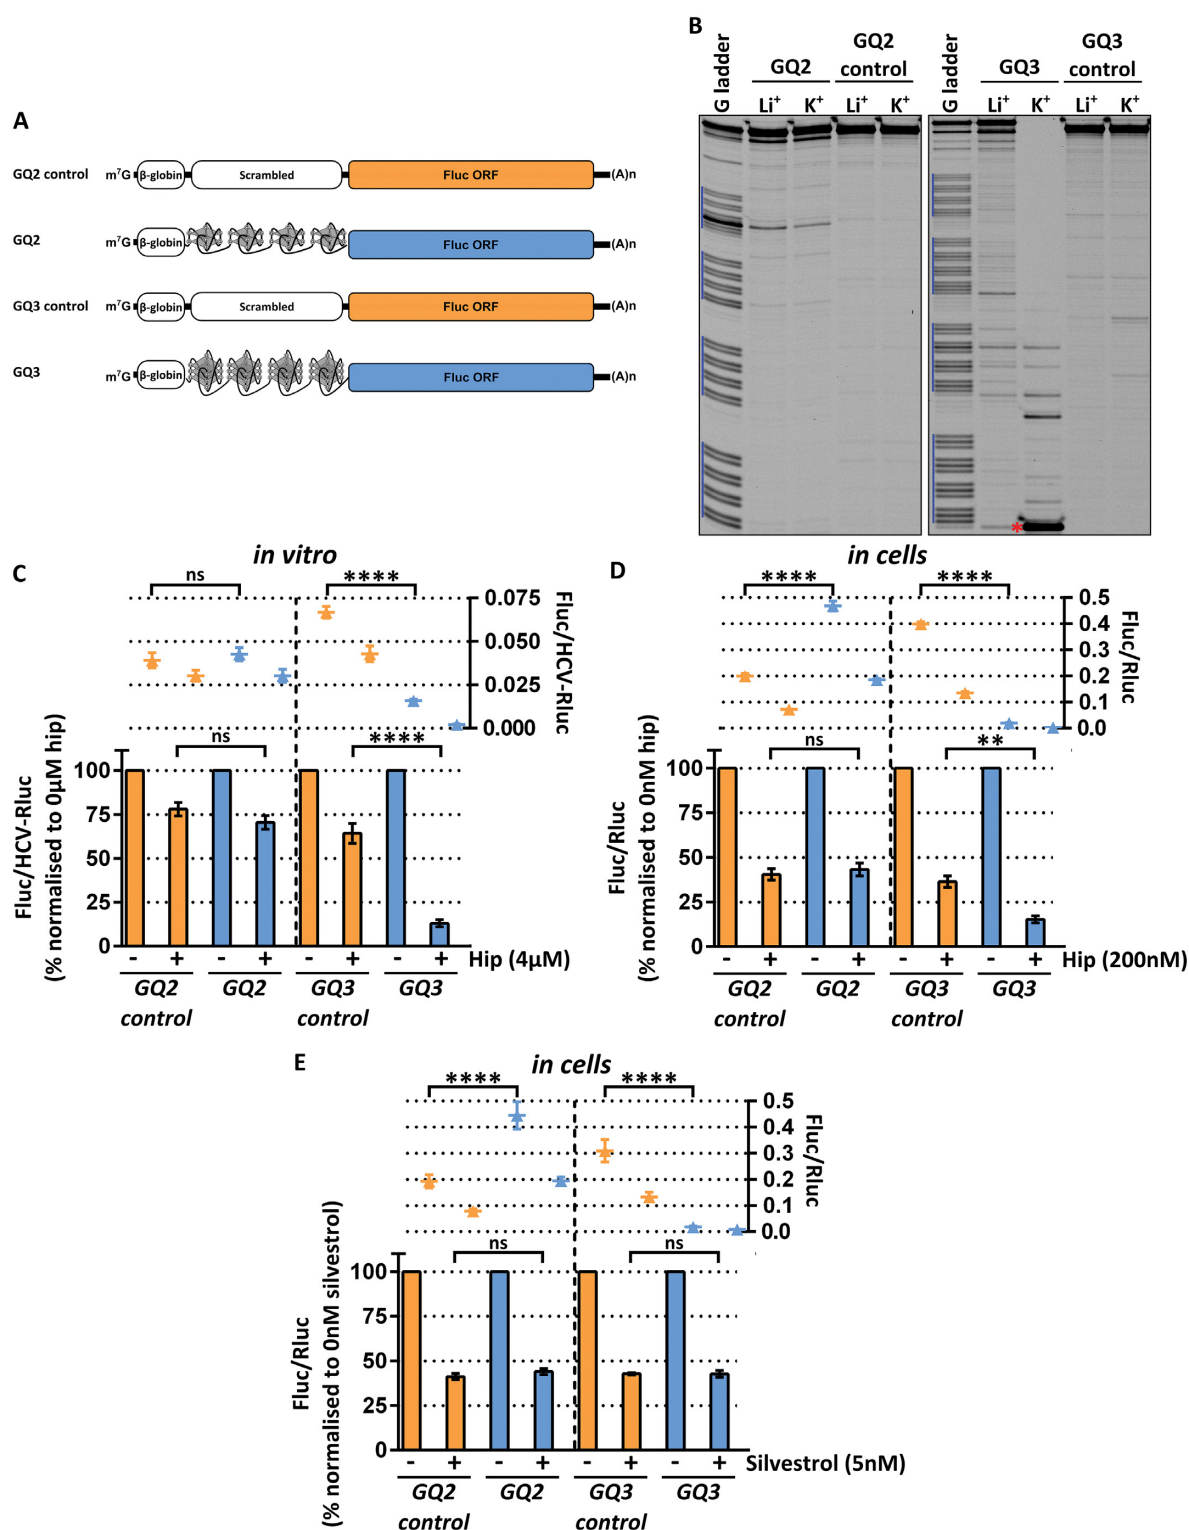 A
GQ2 control m⁷G β-globin Scrambled Fluc ORF (A)n
GQ2 m⁷G β-globin Fluc ORF (A)n
GQ3 control m⁷G β-globin Scrambled Fluc ORF (A)n
GQ3 m⁷G β-globin Fluc ORF (A)n
B
G ladder
GQ2
GQ2
control
Li⁺ K⁺ Li⁺ K⁺
G ladder
GQ3
GQ3
control
Li⁺ K⁺ Li⁺ K⁺
*
C
in vitro
ns
****
0.075
0.050
0.025
0.000
Fluc/HCV-Rluc
ns
****
Fluc/HCV-Rluc
(% normalised to 0μM hip)
100
75
50
25
0
- + - + - + - + Hip (4μM)
GQ2 GQ2 GQ3 GQ3
control control
D
in cells
****
****
0.5
0.4
0.3
0.2
0.1
0.0
Fluc/Rluc
ns
**
Fluc/Rluc
(% normalised to 0nM hip)
100
75
50
25
0
- + - + - + - + Hip (200nM)
GQ2 GQ2 GQ3 GQ3
control control
E
in cells
****
****
0.5
0.4
0.3
0.2
0.1
0.0
Fluc/Rluc
ns
ns
Fluc/Rluc
(% normalised to 0nM silvestrol)
100
75
50
25
0
- + - + - + - + Silvestrol (5nM)
GQ2 GQ2 GQ3 GQ3
control control